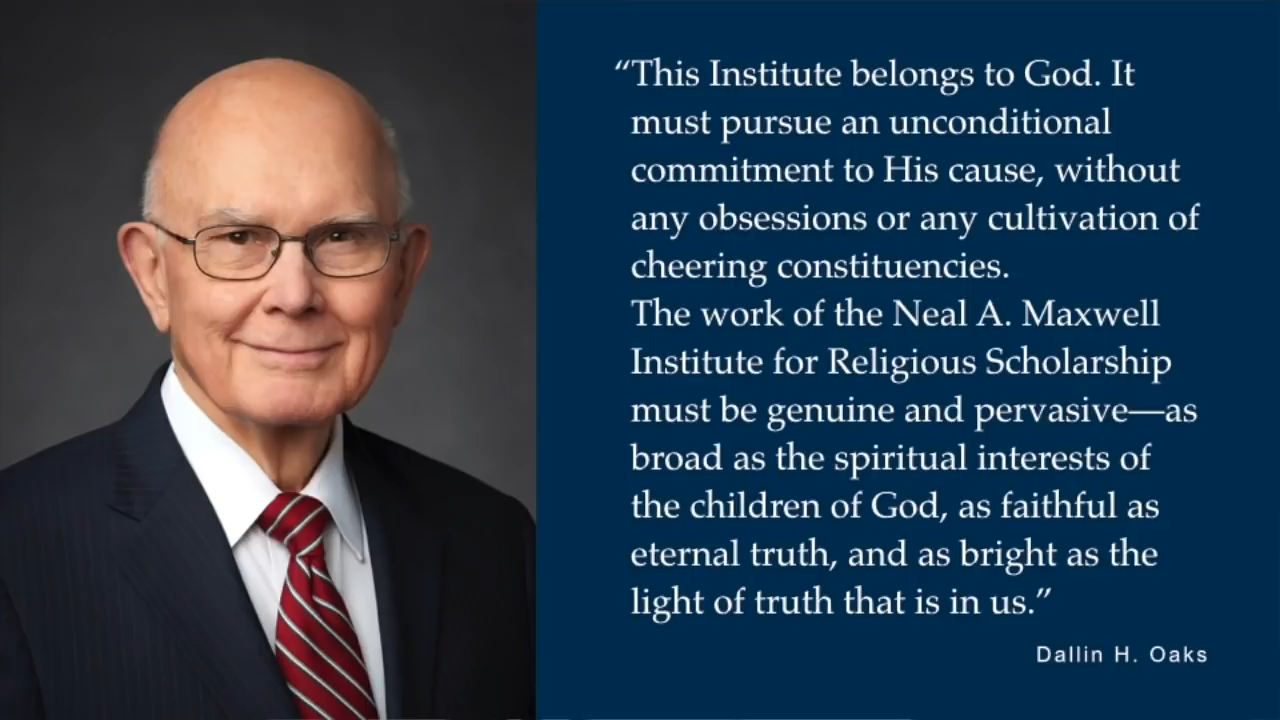 “This Institute belongs to God. It
must pursue an unconditional
commitment to His cause, without
any obsessions or any cultivation of
cheering constituencies.
The work of the Neal A. Maxwell
Institute for Religious Scholarship
must be genuine and pervasive—as
broad as the spiritual interests of
the children of God, as faithful as
eternal truth, and as bright as the
light of truth that is in us.”
Dallin H. Oaks